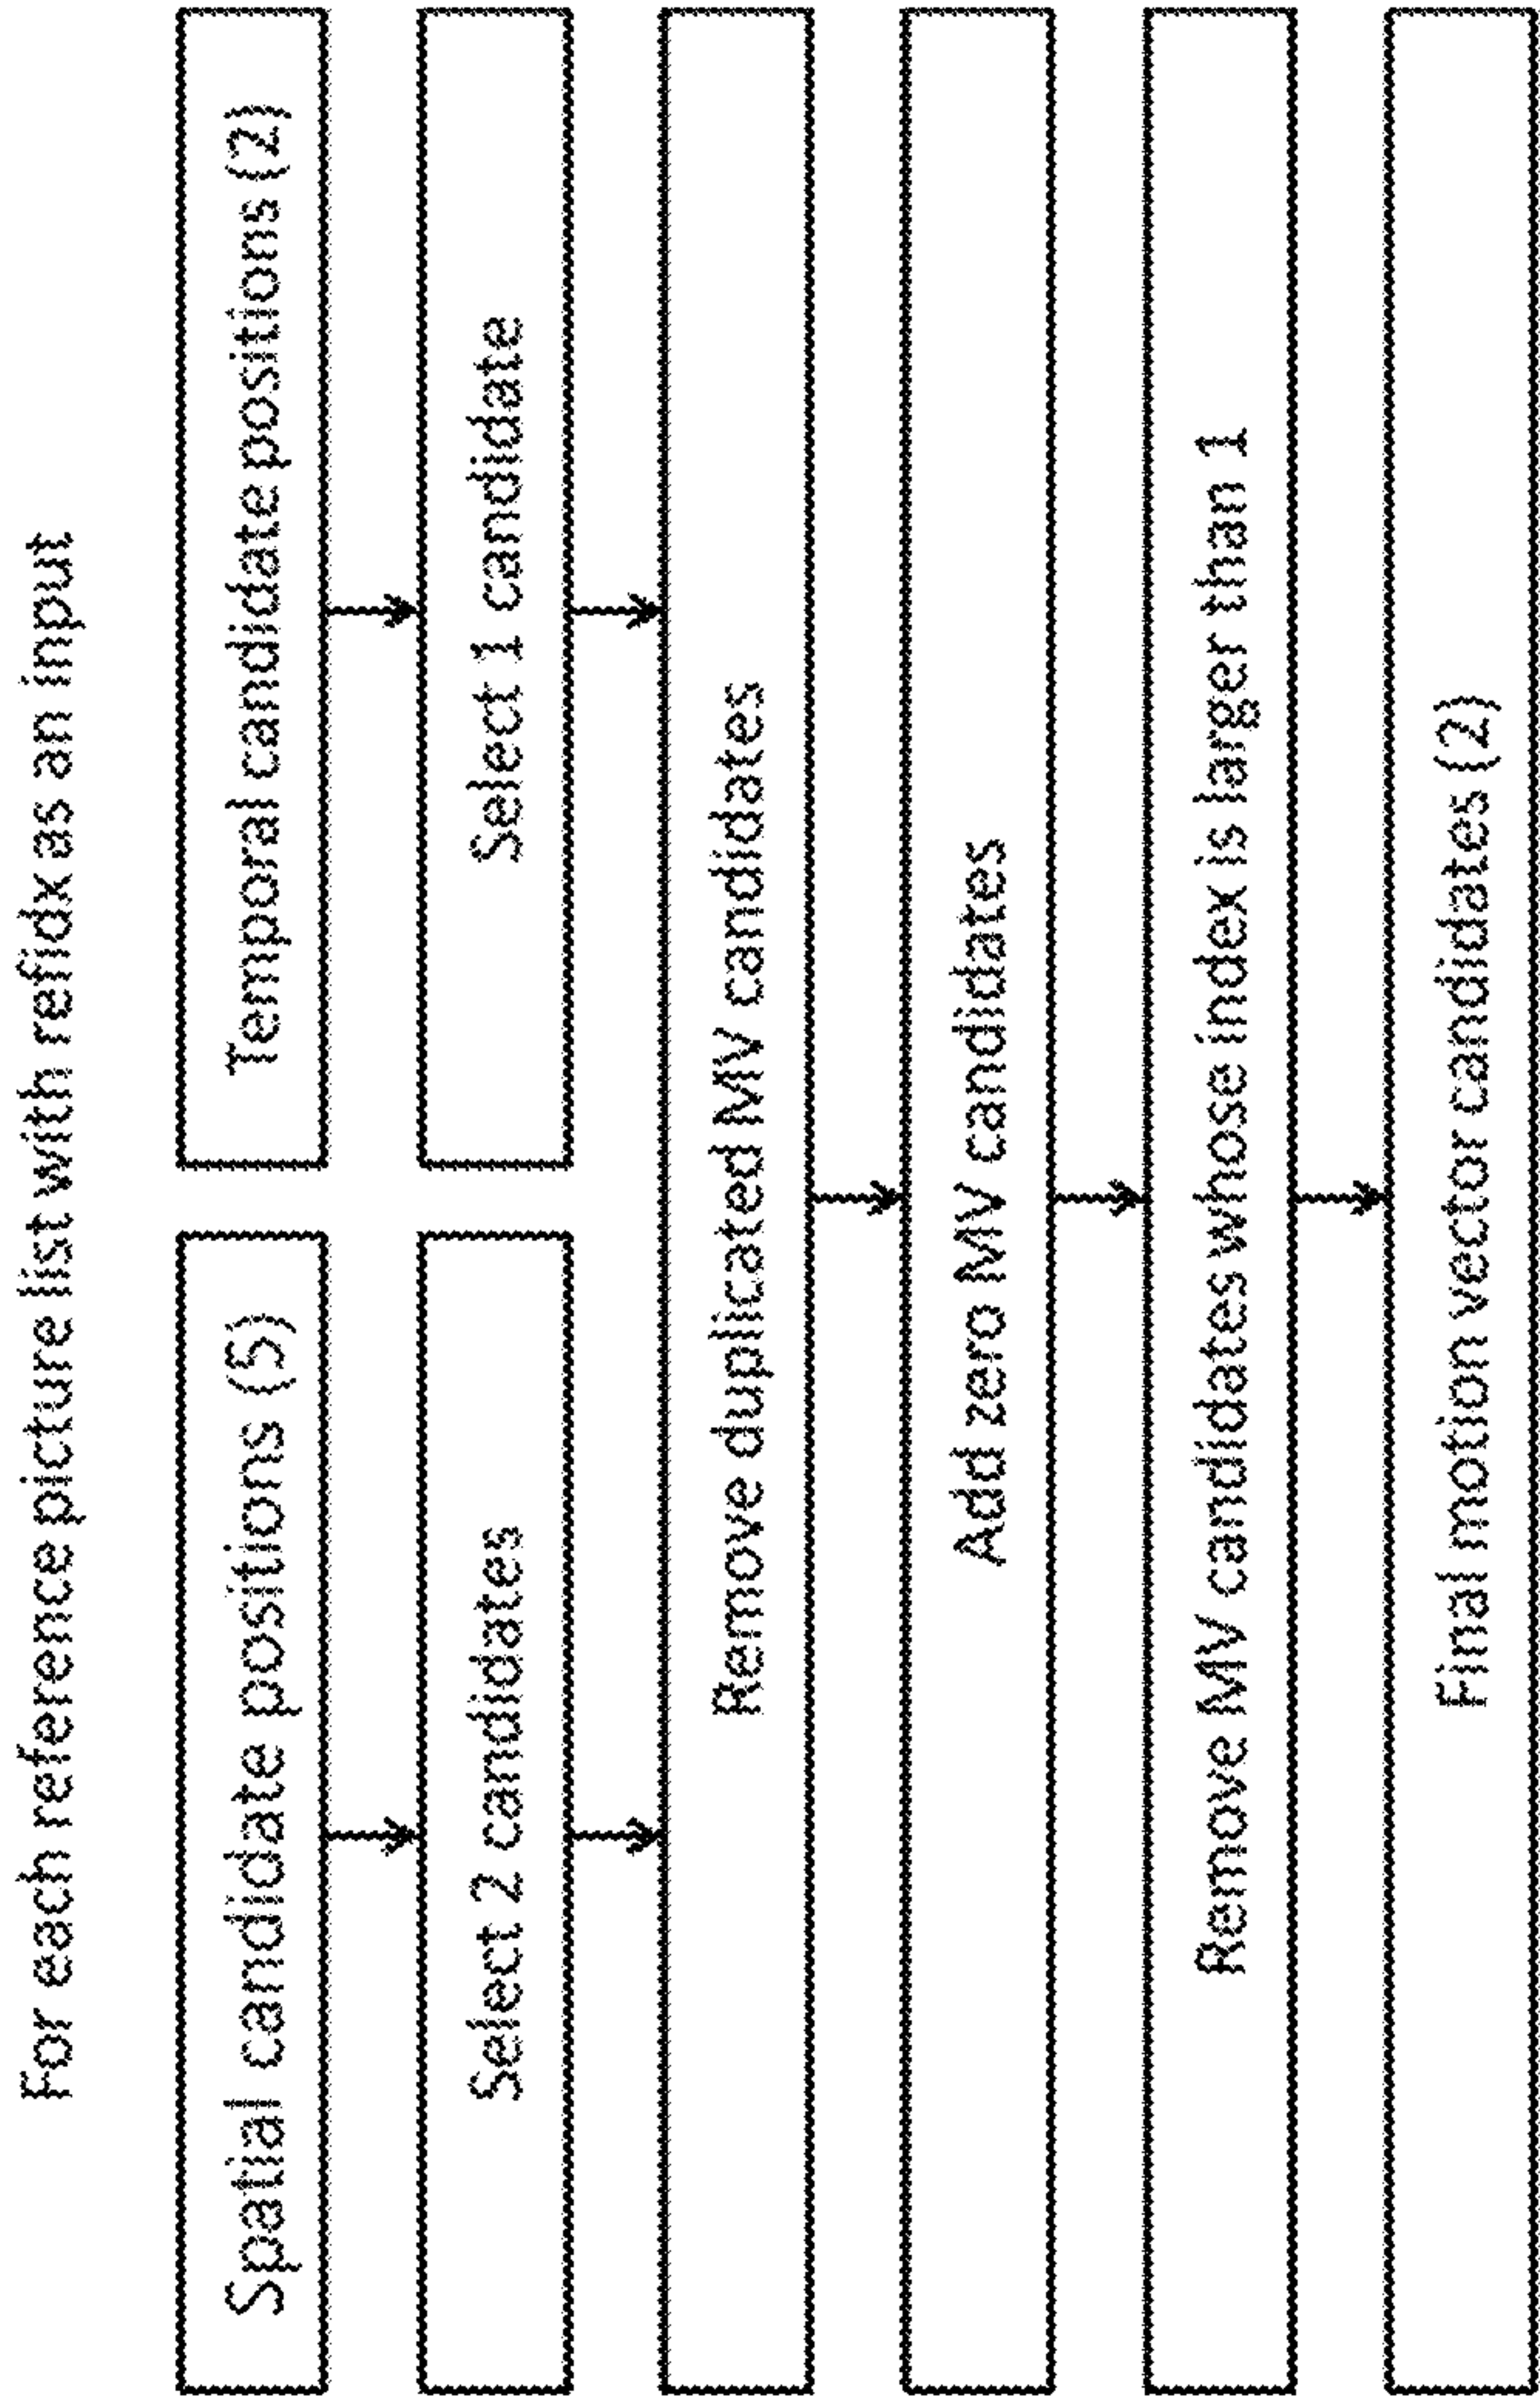 For each reference picture list with refidx as an input
Spatial candidate positions (5)
Temporal candidate positions (2)
Select 2 candidates
Select 1 candidate
Remove duplicated MV candidates
Add zero MV candidates
Remove MV candidates whose index is larger than 1
Final motion vector candidates (2)